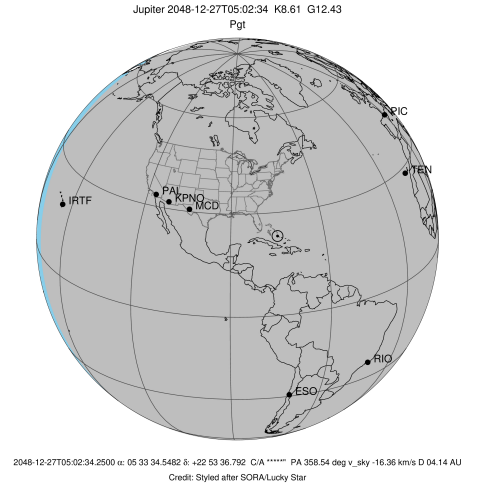 Jupiter 2048-12-27T05:02:34  K8.61  G12.43
Pgt
PIC
TEN
PAL
KPNO
MCD
IRTF
RIO
ESO
2048-12-27T05:02:34.2500 α: 05 33 34.5482 δ: +22 53 36.792  C/A *****"  PA 358.54 deg v_sky -16.36 km/s D 04.14 AU
Credit: Styled after SORA/Lucky Star